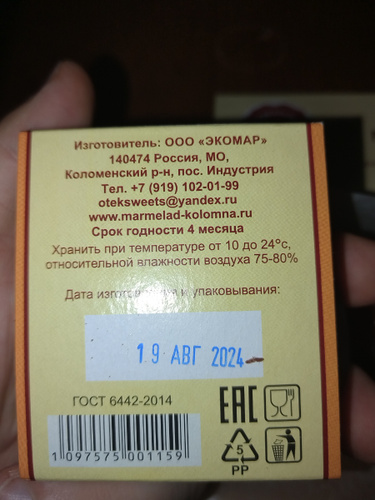 Изготовитель: ООО «ЭКОМАР»
140474 Россия, МО,
Коломенский р-н, пос. Индустрия
Тел. +7 (919) 102-01-99
oteksweets@yandex.ru
www.marmelad-kolomna.ru
Срок годности 4 месяца
Хранить при температуре от 10 до 24°с,
относительной влажности воздуха 75-80%
Дата изготовления и упаковывания:
19 АВГ 2024
ГОСТ 6442-2014
EAC
5
PP
1 097575 001159